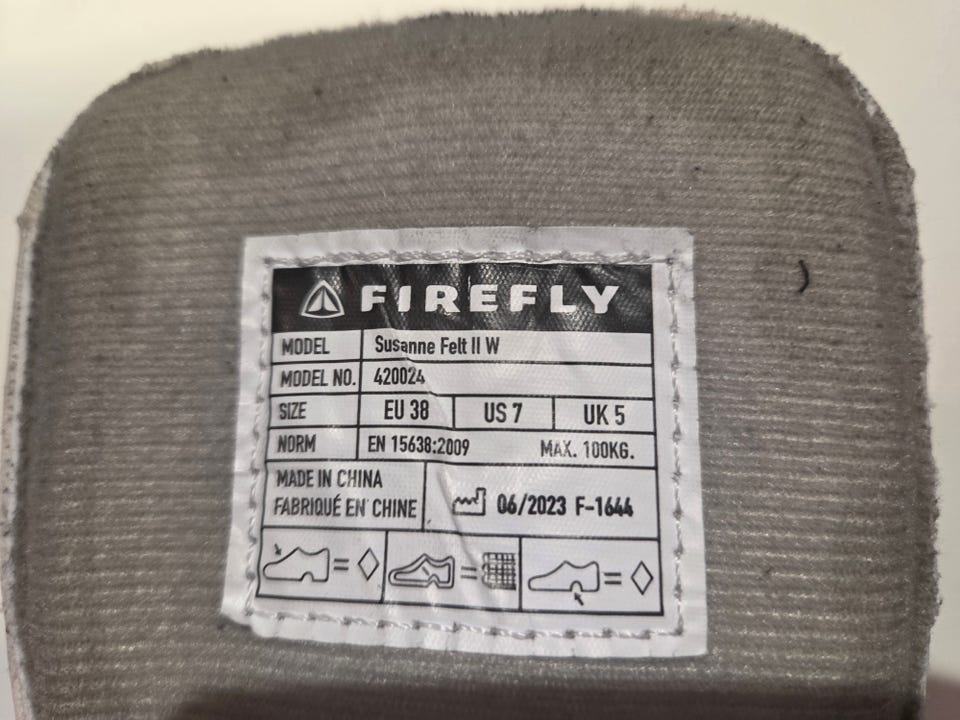 FIREFLY
MODEL Susanne Felt II W
MODEL NO. 420024
SIZE EU 38 US 7 UK 5
NORM EN 15638:2009 MAX. 100KG.
MADE IN CHINA
FABRIQUÉ EN CHINE
06/2023 F-1644